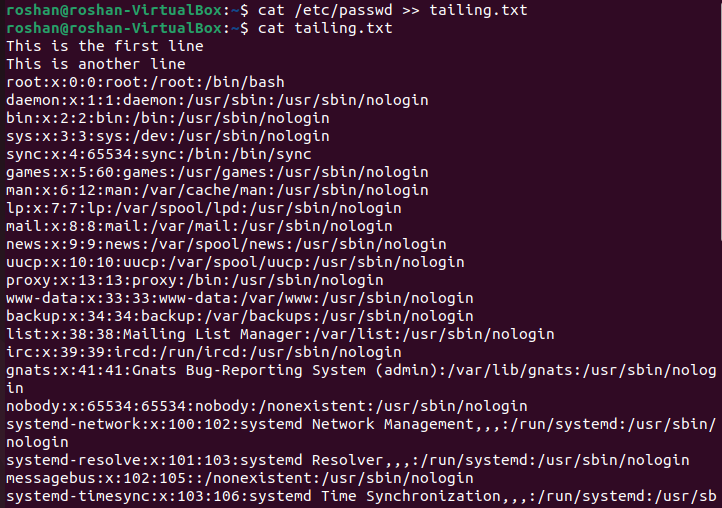 roshan@roshan-VirtualBox:~$ cat /etc/passwd >> tailing.txt
roshan@roshan-VirtualBox:~$ cat tailing.txt
This is the first line
This is another line
root:x:0:0:root:/root:/bin/bash
daemon:x:1:1:daemon:/usr/sbin:/usr/sbin/nologin
bin:x:2:2:bin:/bin:/usr/sbin/nologin
sys:x:3:3:sys:/dev:/usr/sbin/nologin
sync:x:4:65534:sync:/bin:/bin/sync
games:x:5:60:games:/usr/games:/usr/sbin/nologin
man:x:6:12:man:/var/cache/man:/usr/sbin/nologin
lp:x:7:7:lp:/var/spool/lpd:/usr/sbin/nologin
mail:x:8:8:mail:/var/mail:/usr/sbin/nologin
news:x:9:9:news:/var/spool/news:/usr/sbin/nologin
uucp:x:10:10:uucp:/var/spool/uucp:/usr/sbin/nologin
proxy:x:13:13:proxy:/bin:/usr/sbin/nologin
www-data:x:33:33:www-data:/var/www:/usr/sbin/nologin
backup:x:34:34:backup:/var/backups:/usr/sbin/nologin
list:x:38:38:Mailing List Manager:/var/list:/usr/sbin/nologin
irc:x:39:39:ircd:/run/ircd:/usr/sbin/nologin
gnats:x:41:41:Gnats Bug-Reporting System (admin):/var/lib/gnats:/usr/sbin/nolog
in
nobody:x:65534:65534:nobody:/nonexistent:/usr/sbin/nologin
systemd-network:x:100:102:systemd Network Management,,,:/run/systemd:/usr/sbin/
nologin
systemd-resolve:x:101:103:systemd Resolver,,,:/run/systemd:/usr/sbin/nologin
messagebus:x:102:105::/nonexistent:/usr/sbin/nologin
systemd-timesync:x:103:106:systemd Time Synchronization,,,:/run/systemd:/usr/sb